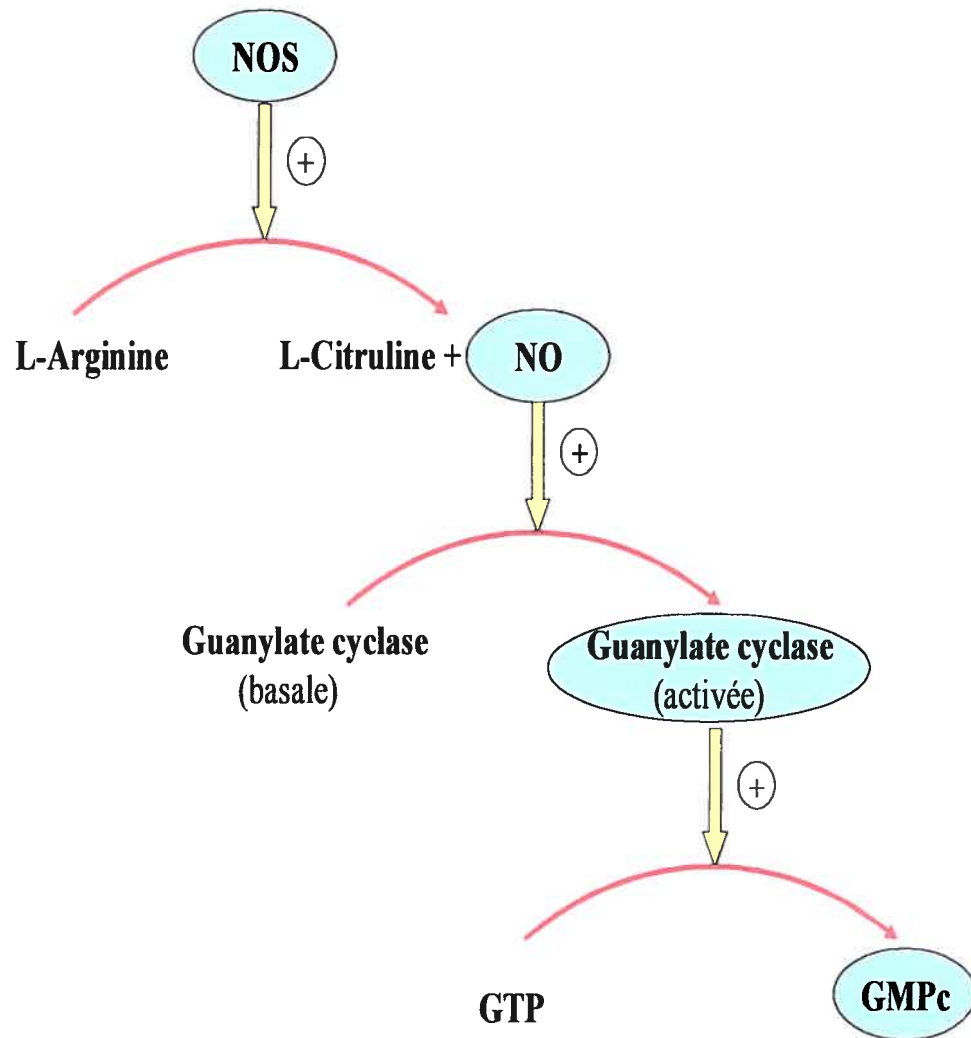 NOS
+
L-Arginine L-Citruline + NO
+
Guanylate cyclase
(basale)
Guanylate cyclase
(activée)
+
GTP
GMPc